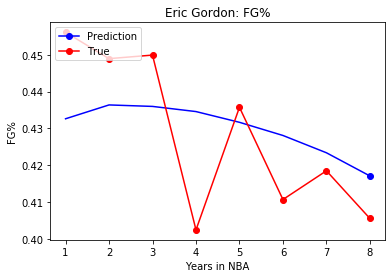 Eric Gordon: FG%
Prediction
True
0.45
0.44
0.43
0.42
0.41
0.40
FG%
1 2 3 4 5 6 7 8
Years in NBA